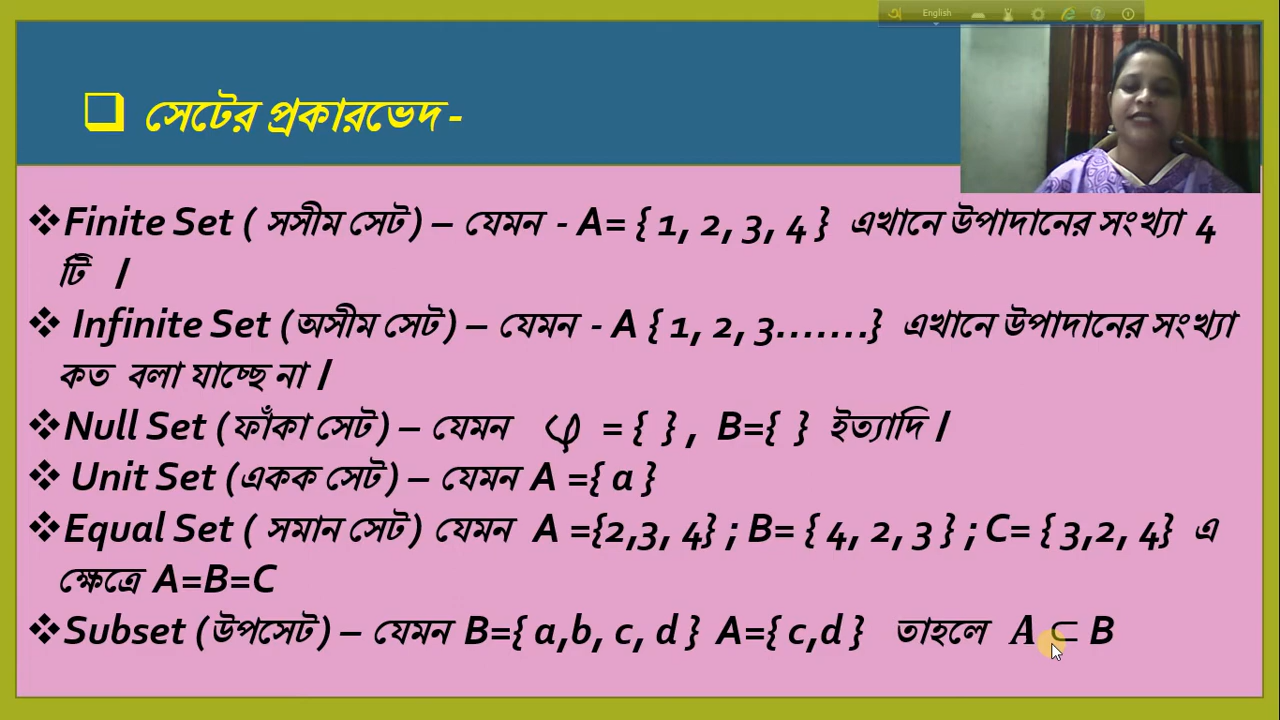 English
❑ সেটের প্রকারভেদ -
❖Finite Set ( সসীম সেট) – যেমন - A= { 1, 2, 3, 4 } এখানে উপাদানের সংখ্যা 4
টি |
❖ Infinite Set (অসীম সেট) – যেমন - A { 1, 2, 3.......} এখানে উপাদানের সংখ্যা
কত বলা যাচ্ছে না |
❖Null Set (ফাঁকা সেট) – যেমন φ = { } , B={ } ইত্যাদি |
❖ Unit Set (একক সেট) – যেমন A ={ a }
❖Equal Set ( সমান সেট) যেমন A ={2,3, 4} ; B= { 4, 2, 3 } ; C= { 3,2, 4} এ
ক্ষেত্রে A=B=C
❖Subset (উপসেট) – যেমন B={ a,b, c, d } A={ c,d } তাহলে A ⊂ B